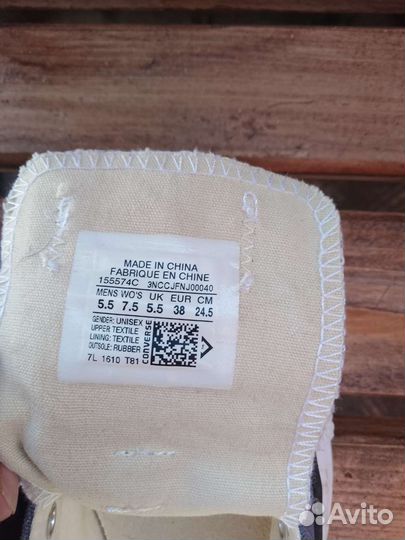 MADE IN CHINA
FABRIQUE EN CHINE
155574C 3NCCJFNJ00040
MENS WO'S UK EUR CM
5.5 7.5 5.5 38 24.5
GENDER: UNISEX
UPPER: TEXTILE
LINING: TEXTILE
OUTSOLE: RUBBER
7L 1610 T81
CONVERSE
Avito